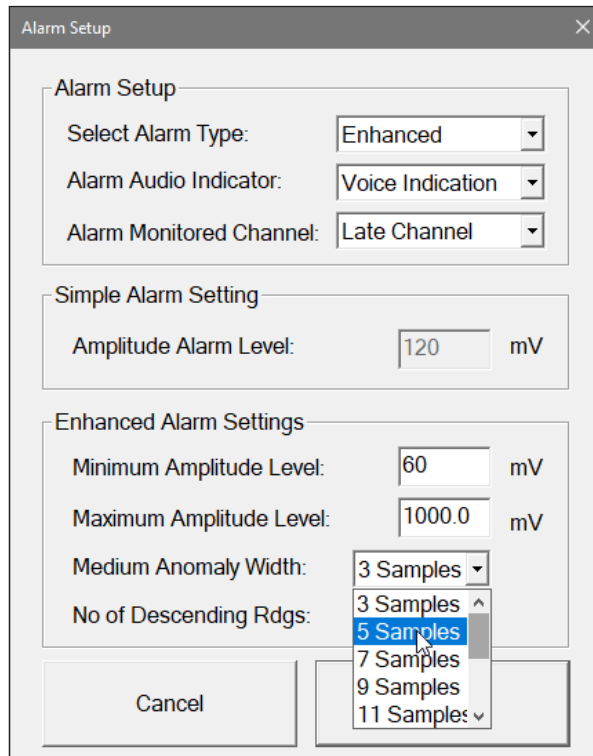 Alarm Setup
Alarm Setup
Select Alarm Type: Enhanced
Alarm Audio Indicator: Voice Indication
Alarm Monitored Channel: Late Channel
Simple Alarm Setting
Amplitude Alarm Level: 120 mV
Enhanced Alarm Settings
Minimum Amplitude Level: 60 mV
Maximum Amplitude Level: 1000.0 mV
Medium Anomaly Width: 3 Samples
No of Descending Rdgs:
3 Samples
5 Samples
7 Samples
9 Samples
11 Samples
Cancel